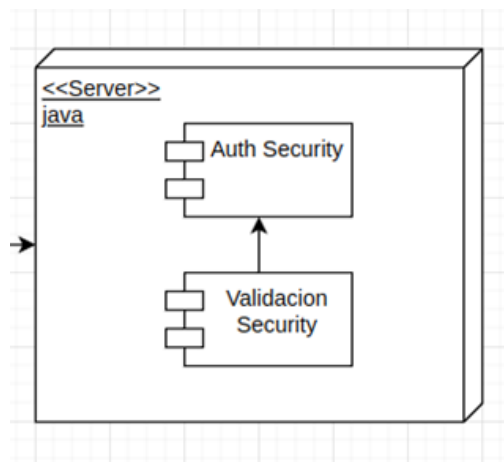 <<Server>>
java
Auth Security
Validacion
Security